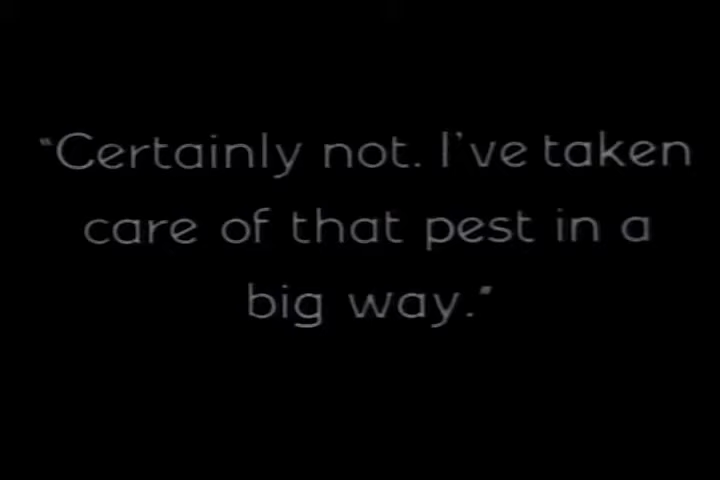 "Certainly not. I've taken
care of that pest in a
big way."